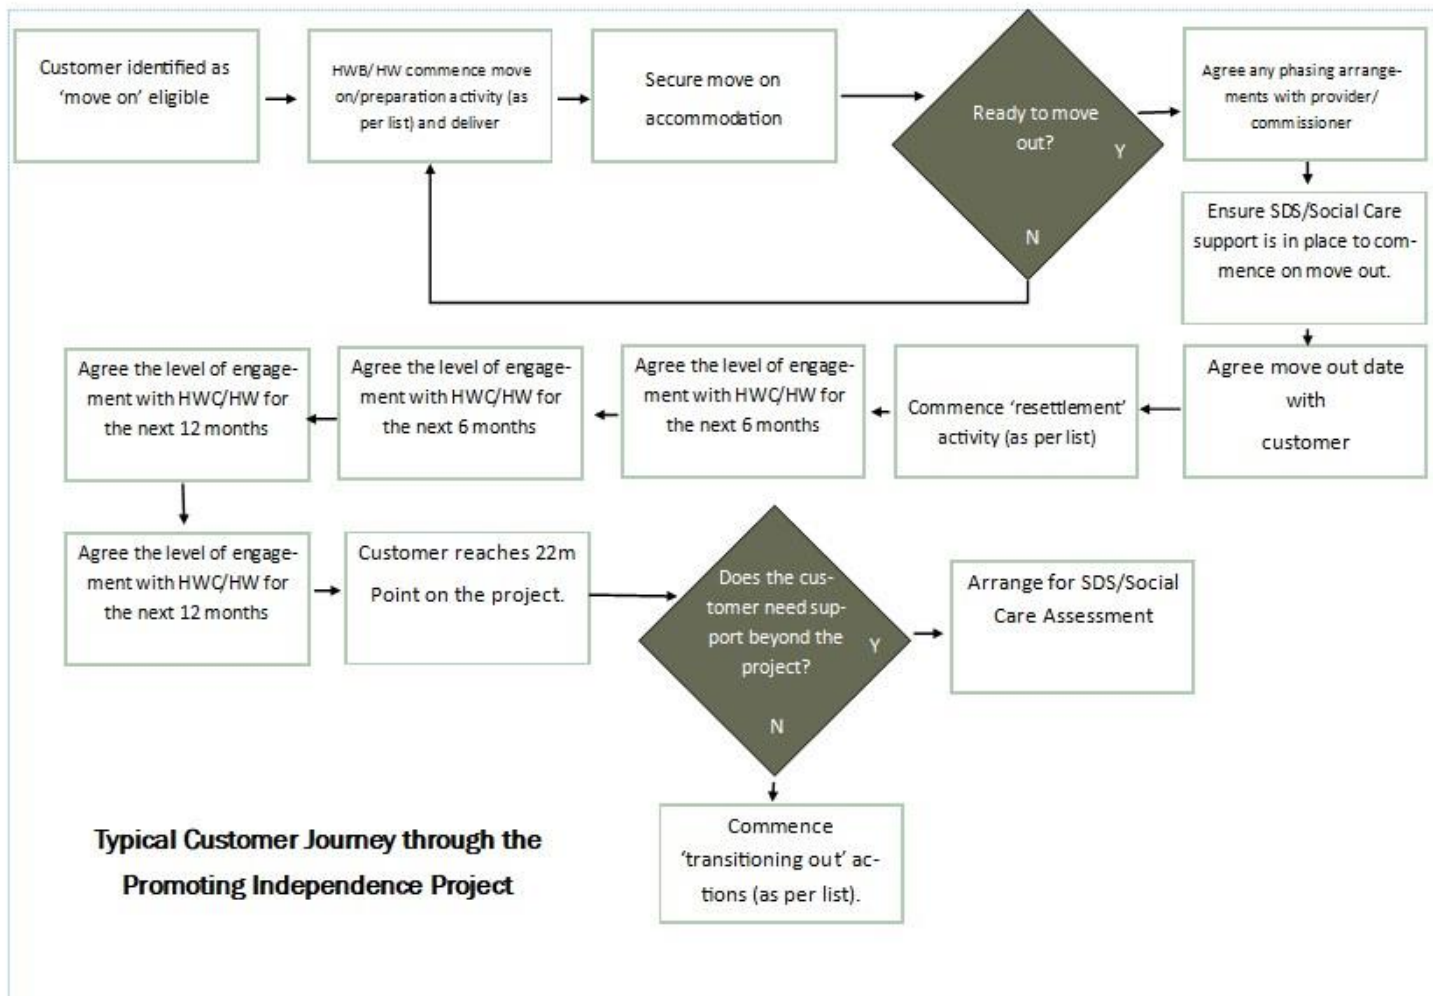 Customer identified as
‘move on’ eligible
HWB/HW commence move
on/preparation activity (as
per list) and deliver
Secure move on
accommodation
Ready to move
out?
Y
N
Agree any phasing arrange-
ments with provider/
commissioner
Ensure SDS/Social Care
support is in place to com-
mence on move out.
Agree move out date
with
customer
Commence ‘resettlement’
activity (as per list)
Agree the level of engage-
ment with HWC/HW for
the next 6 months
Agree the level of engage-
ment with HWC/HW for
the next 6 months
Agree the level of engage-
ment with HWC/HW for
the next 12 months
Agree the level of engage-
ment with HWC/HW for
the next 12 months
Customer reaches 22m
Point on the project.
Does the cus-
tomer need sup-
port beyond the
project?
Y
N
Arrange for SDS/Social
Care Assessment
Commence
‘transitioning out’ ac-
tions (as per list).
Typical Customer Journey through the
Promoting Independence Project